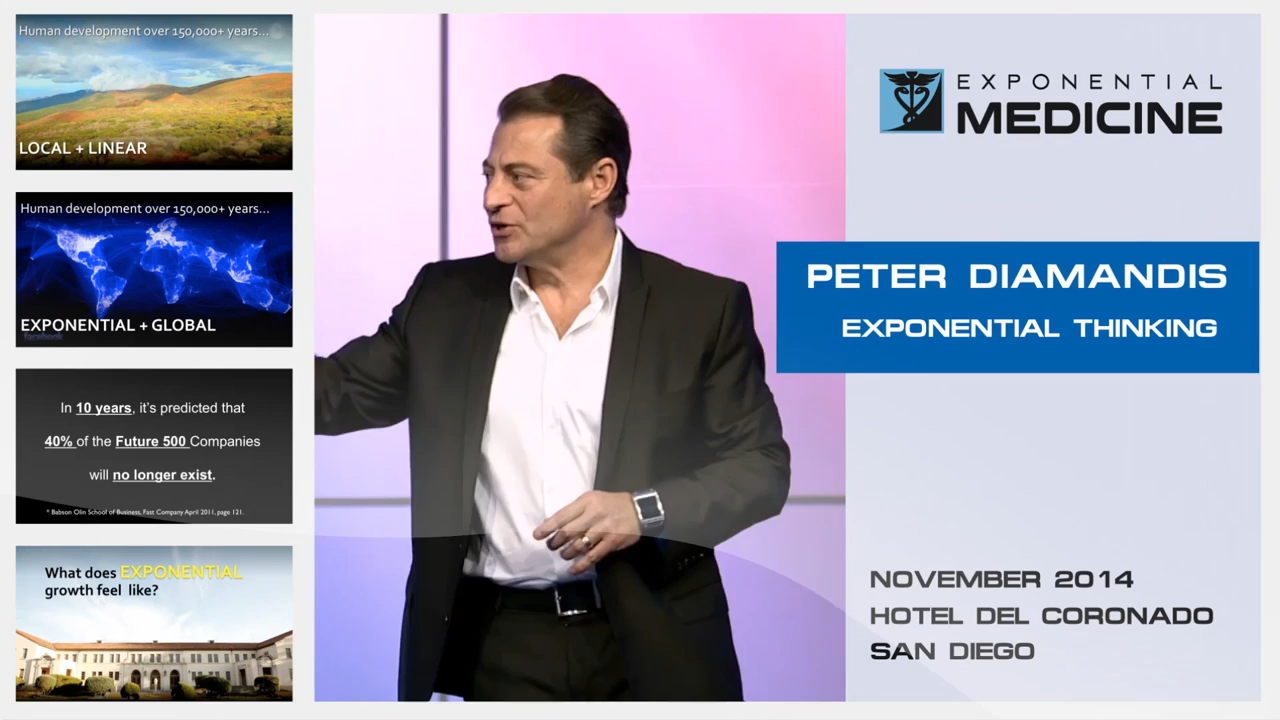 Human development over 150,000+ years...
LOCAL + LINEAR
Human development over 150,000+ years...
EXPONENTIAL + GLOBAL
facebook
In 10 years, it's predicted that
40% of the Future 500 Companies
will no longer exist.
* Babson Olin School of Business, Fast Company April 2011, page 121.
What does EXPONENTIAL
growth feel like?
EXPONENTIAL
MEDICINE
PETER DIAMANDIS
EXPONENTIAL THINKING
NOVEMBER 2014
HOTEL DEL CORONADO
SAN DIEGO